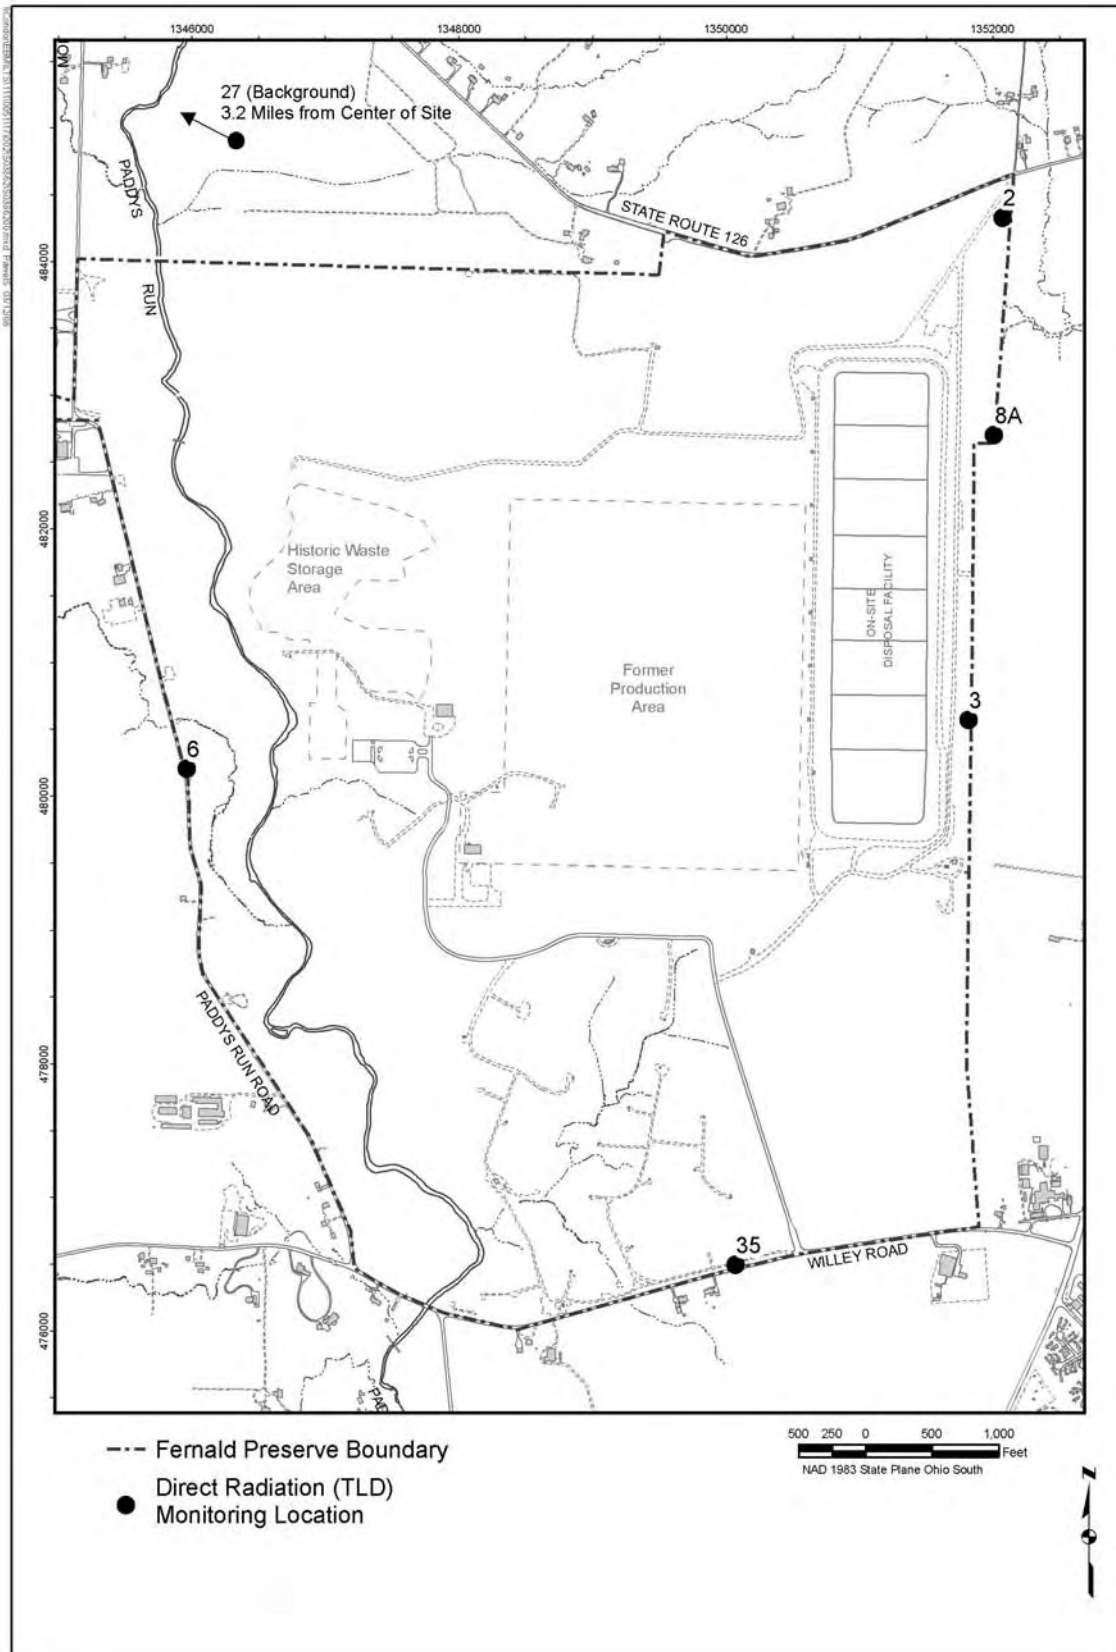 1346000
1348000
1350000
1352000
MO
27 (Background)
3.2 Miles from Center of Site
PADDYS
RUN
STATE ROUTE 126
2
484000
8A
482000
Historic Waste
Storage
Area
ON-SITE
DISPOSAL FACILITY
Former
Production
Area
3
6
480000
PADDYS RUN ROAD
478000
35
WILLEY ROAD
476000
PAD
Fernald Preserve Boundary
Direct Radiation (TLD)
Monitoring Location
500 250 0 500 1,000
Feet
NAD 1983 State Plane Ohio South
N